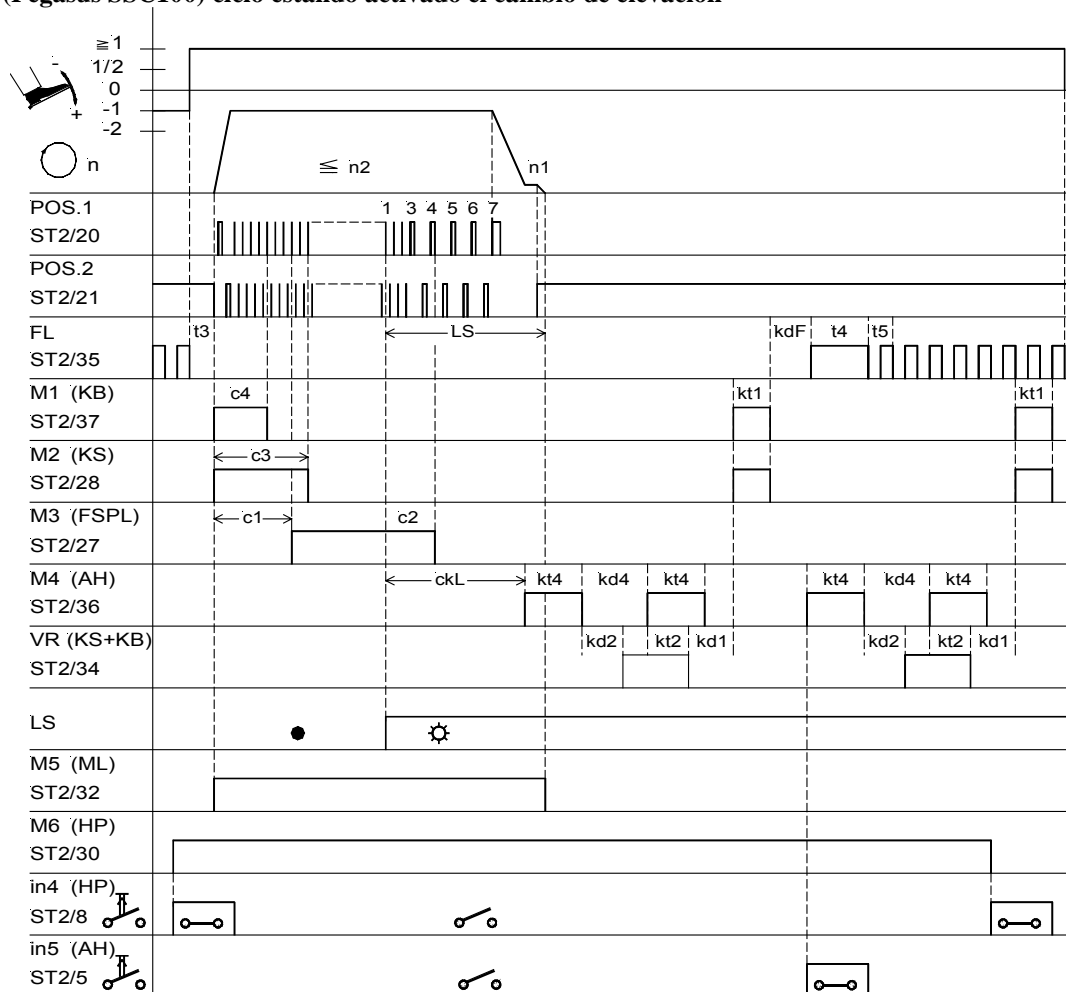 (Pegasus SSC100) ciclo estando activado el cambio de elevación
≧1
- 1/2
0
-1
+ -2
n
≦ n2
n1
POS.1
ST2/20
1 3 4 5 6 7
POS.2
ST2/21
FL
ST2/35
t3
LS
kdF t4 t5
M1 (KB)
ST2/37
c4
kt1
kt1
M2 (KS)
ST2/28
c3
M3 (FSPL)
ST2/27
c1
c2
M4 (AH)
ST2/36
ckL kt4 kd4 kt4
kt4 kd4 kt4
VR (KS+KB)
ST2/34
kd2 kt2 kd1
kd2 kt2 kd1
LS
M5 (ML)
ST2/32
M6 (HP)
ST2/30
in4 (HP)
ST2/8
in5 (AH)
ST2/5